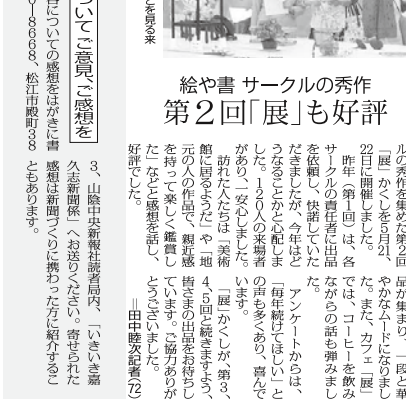 絵や書 サークルの秀作
第２回「展」も好評
ルの秀作を集めた第２回
「展」かくしを５月21、
22日に開催しました。
昨年（第１回）は、各
サークルの責任者に出品
を依頼し、快諾していた
だきましたが、今年はど
うなることかと心配しま
した。１２０人の来場者
があり、一安心しました。
訪れた人たちは「美術
館に居るようだ」や「地
元の人の作品で、親近感
を持って楽しく鑑賞し
た」などと感想を話し、
好評でした。
品が集まり、一段と華
やかなムードになりまし
た。また、カフェ「展」
では、コーヒーを飲み
ながらの話も弾みまし
た。
アンケートからは、
「毎年続けてほしい」と
の声も多くあり、喜んで
います。
「展」かくしが、第３、
４、５回と続きますよう、
皆さまの出品をお待ちし
ています。ご協力ありが
とうございました。
＝田中睦次記者（72）
どを見る来
ついてご意見、ご感想を
告についての感想をはがきに書
０―８６６８、松江市殿町３８
３、山陰中央新報社読者局内、「いきいき嘉
久志新聞係」へお送りください。寄せられた
感想は新聞づくりに携わった方に紹介するこ
ともあります。